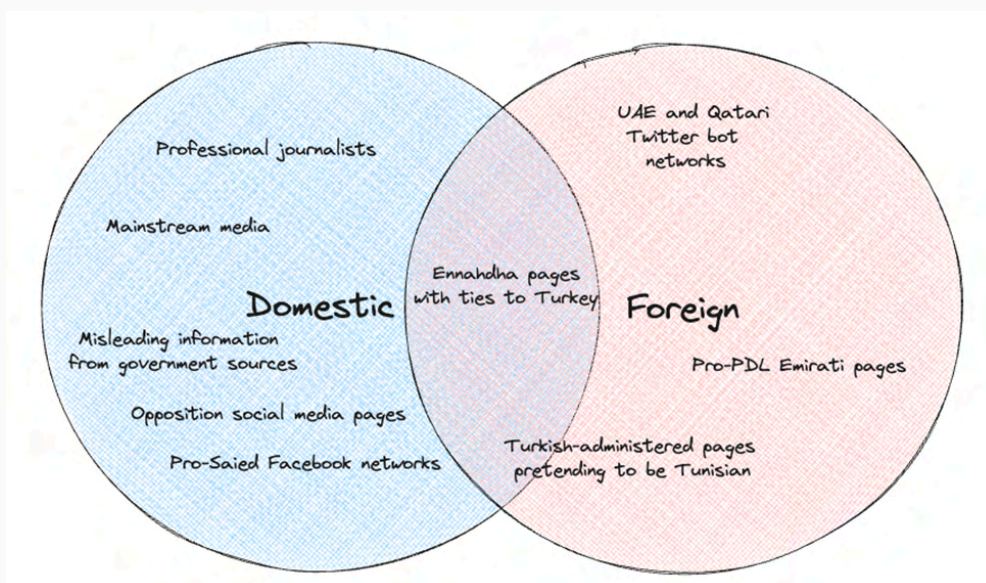 UAE and Qatari
Twitter bot
networks
Professional journalists
Mainstream media
Ennahdha pages
with ties to Turkey
Domestic
Foreign
Misleading information
from government sources
Pro-PDL Emirati pages
Opposition social media pages
Turkish-administered pages
pretending to be Tunisian
Pro-Saied Facebook networks